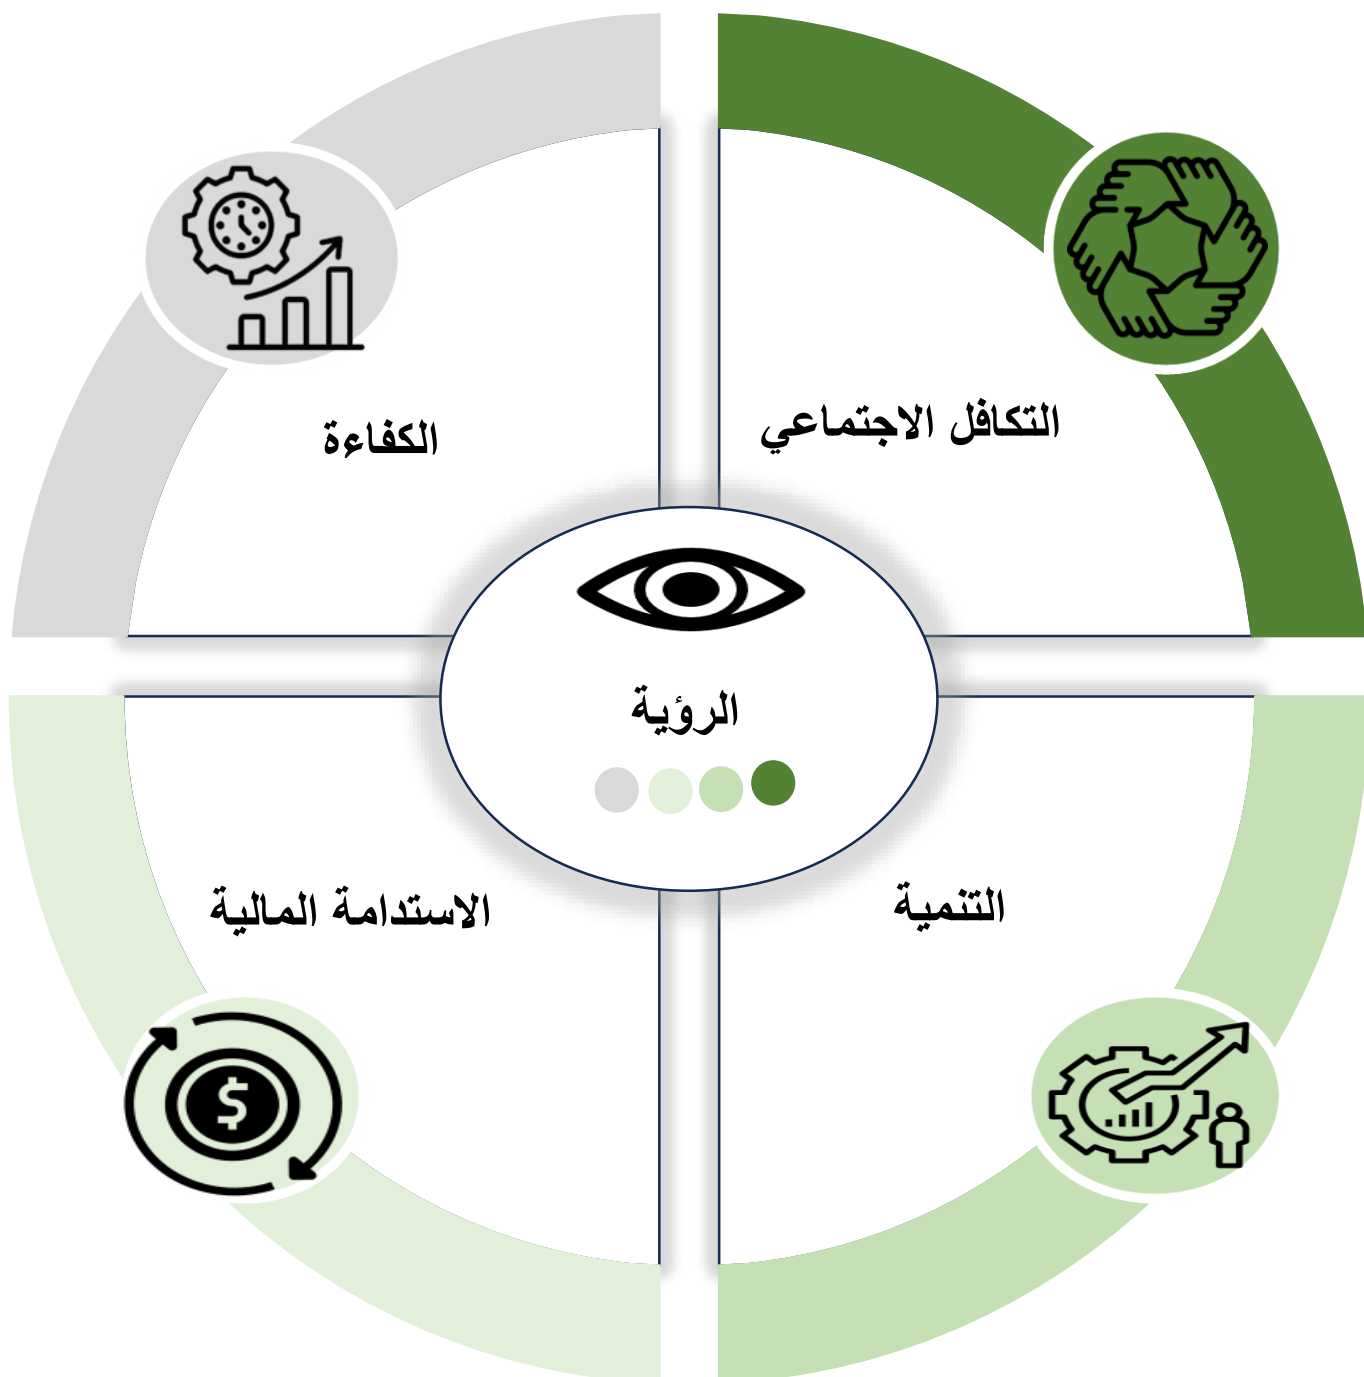 التكافل الاجتماعي
الكفاءة
الرؤية
التنمية
الاستدامة المالية
$